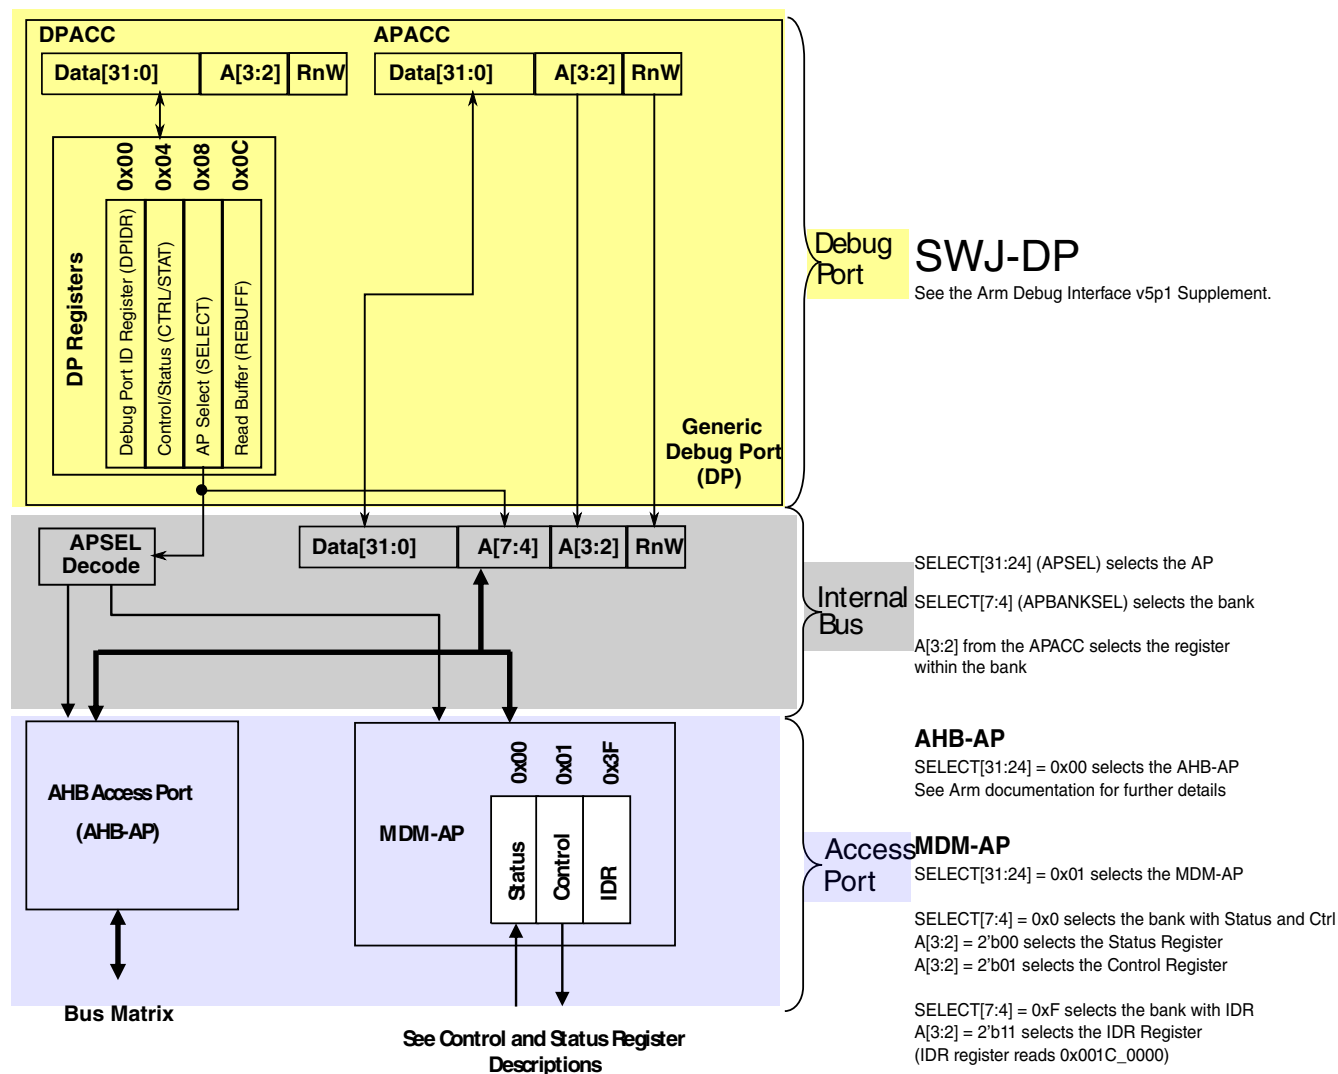 DPACC
APACC
Data[31:0] A[3:2] RnW
Data[31:0] A[3:2] RnW
0x00
0x04
0x08
0x0C
DP Registers
Debug Port ID Register (DPIDR)
Control/Status (CTRL/STAT)
AP Select (SELECT)
Read Buffer (REBUFF)
Generic
Debug Port
(DP)
Debug
Port
SWJ-DP
See the Arm Debug Interface v5p1 Supplement.
APSEL
Decode
Data[31:0] A[7:4] A[3:2] RnW
Internal
Bus
SELECT[31:24] (APSEL) selects the AP
SELECT[7:4] (APBANKSEL) selects the bank
A[3:2] from the APACC selects the register
within the bank
AHB Access Port
(AHB-AP)
MDM-AP
0x00
0x01
0x3F
Status
Control
IDR
Bus Matrix
See Control and Status Register
Descriptions
Access
Port
AHB-AP
SELECT[31:24] = 0x00 selects the AHB-AP
See Arm documentation for further details
MDM-AP
SELECT[31:24] = 0x01 selects the MDM-AP
SELECT[7:4] = 0x0 selects the bank with Status and Ctrl
A[3:2] = 2'b00 selects the Status Register
A[3:2] = 2'b01 selects the Control Register
SELECT[7:4] = 0xF selects the bank with IDR
A[3:2] = 2'b11 selects the IDR Register
(IDR register reads 0x001C_0000)